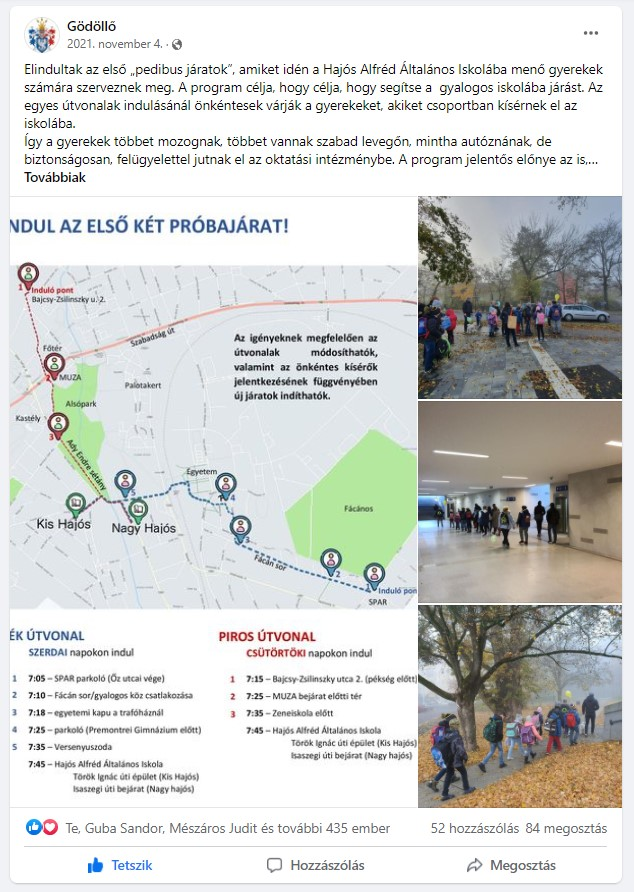 Gödöllő
2021. november 4.
Elindultak az első „pedibus járatok", amiket idén a Hajós Alfréd Általános Iskolába menő gyerekek
számára szerveznek meg. A program célja, hogy célja, hogy segítse a gyalogos iskolába járást. Az
egyes útvonalak indulásánál önkéntesek várják a gyerekeket, akiket csoportban kísérnek el az
iskolába.
Így a gyerekek többet mozognak, többet vannak szabad levegőn, mintha autóznának, de
biztonságosan, felügyelettel jutnak el az oktatási intézménybe. A program jelentős előnye az is,...
Továbbiak
NDUL AZ ELSŐ KÉT PRÓBAJÁRAT!
1
Induló pont
Bajcsy-Zsilinszky u. 2.
Szabadság út
Az igényeknek megfelelően az
útvonalak módosíthatók,
valamint az önkéntes kísérők
jelentkezésének függvényében
új járatok indíthatók.
Főtér
2
MUZA
Palotakert
Alsópark
Kastély
3
Ady Endre sétány
Egyetem
5
4
Kis Hajós
Nagy Hajós
3
Fácános
Fácán sor
2
1
Induló pon
SPAR
ÉK ÚTVONAL
SZERDAI napokon indul
1 7:05 – SPAR parkoló (Őz utcai vége)
2 7:10 – Fácán sor/gyalogos köz csatlakozása
3 7:18 – egyetemi kapu a trafóháznál
4 7:25 – parkoló (Premontrei Gimnázium előtt)
5 7:35 – Versenyuszoda
7:45 – Hajós Alfréd Általános Iskola
Török Ignác úti épület (Kis Hajós)
Isaszegi úti bejárat (Nagy hajós)
PIROS ÚTVONAL
CSÜTÖRTÖKI napokon indul
1 7:15 – Bajcsy-Zsilinszky utca 2. (pékség előtt)
2 7:25 – MUZA bejárat előtti tér
3 7:35 – Zeneiskola előtt
7:45 – Hajós Alfréd Általános Iskola
Török Ignác úti épület (Kis Hajós)
Isaszegi úti bejárat (Nagy hajós)
Te, Guba Sandor, Mészáros Judit és további 435 ember
52 hozzászólás 84 megosztás
Tetszik
Hozzászólás
Megosztás